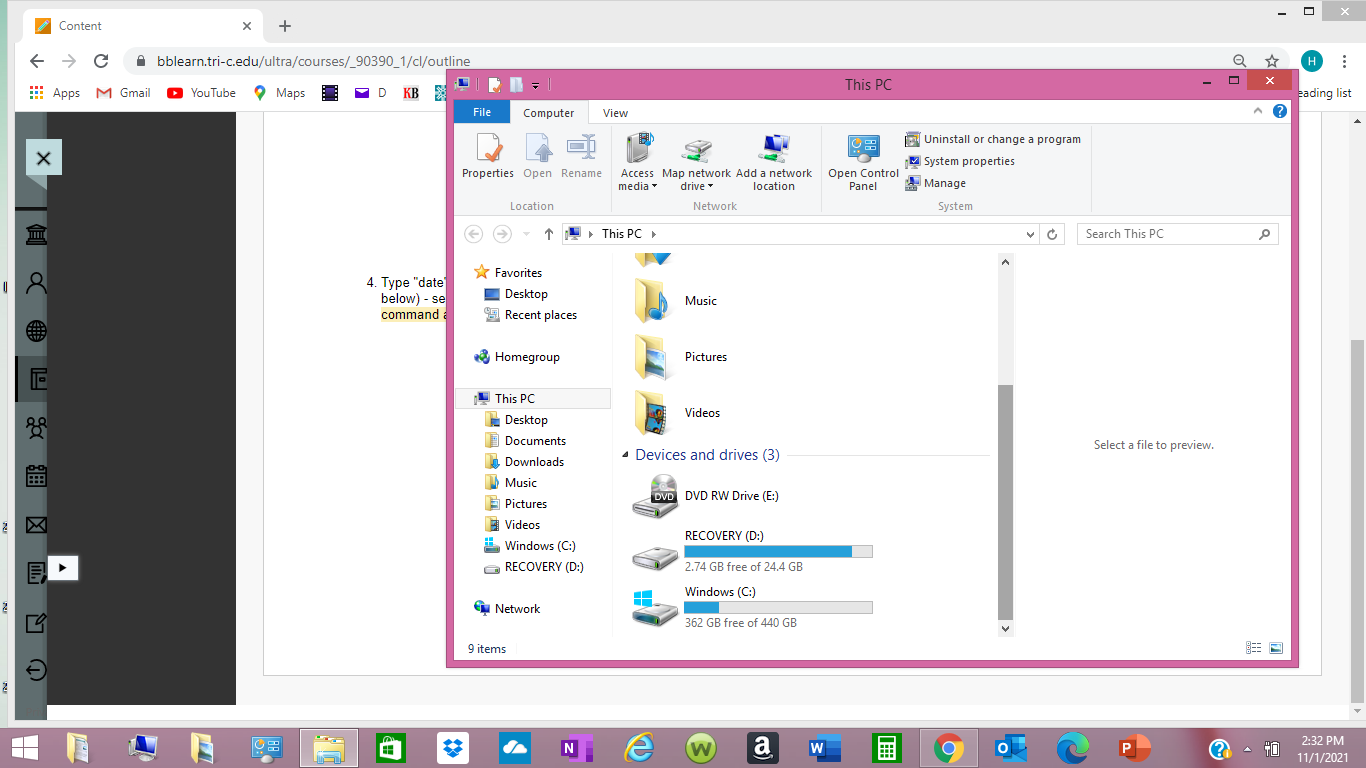 Content
bblearn.tri-c.edu/ultra/courses/_90390_1/cl/outline
H
Apps
Gmail
YouTube
Maps
D
KB
eading list
4. Type "date"
below) - se
command a
This PC
File
Computer
View
Properties
Open
Rename
Location
Access media
Map network drive
Add a network location
Network
Open Control Panel
Uninstall or change a program
System properties
Manage
System
This PC
Search This PC
Favorites
Desktop
Recent places
Homegroup
This PC
Desktop
Documents
Downloads
Music
Pictures
Videos
Windows (C:)
RECOVERY (D:)
Network
Music
Pictures
Videos
Devices and drives (3)
DVD
DVD RW Drive (E:)
RECOVERY (D:)
2.74 GB free of 24.4 GB
Windows (C:)
362 GB free of 440 GB
Select a file to preview.
9 items
2:32 PM
11/1/2021